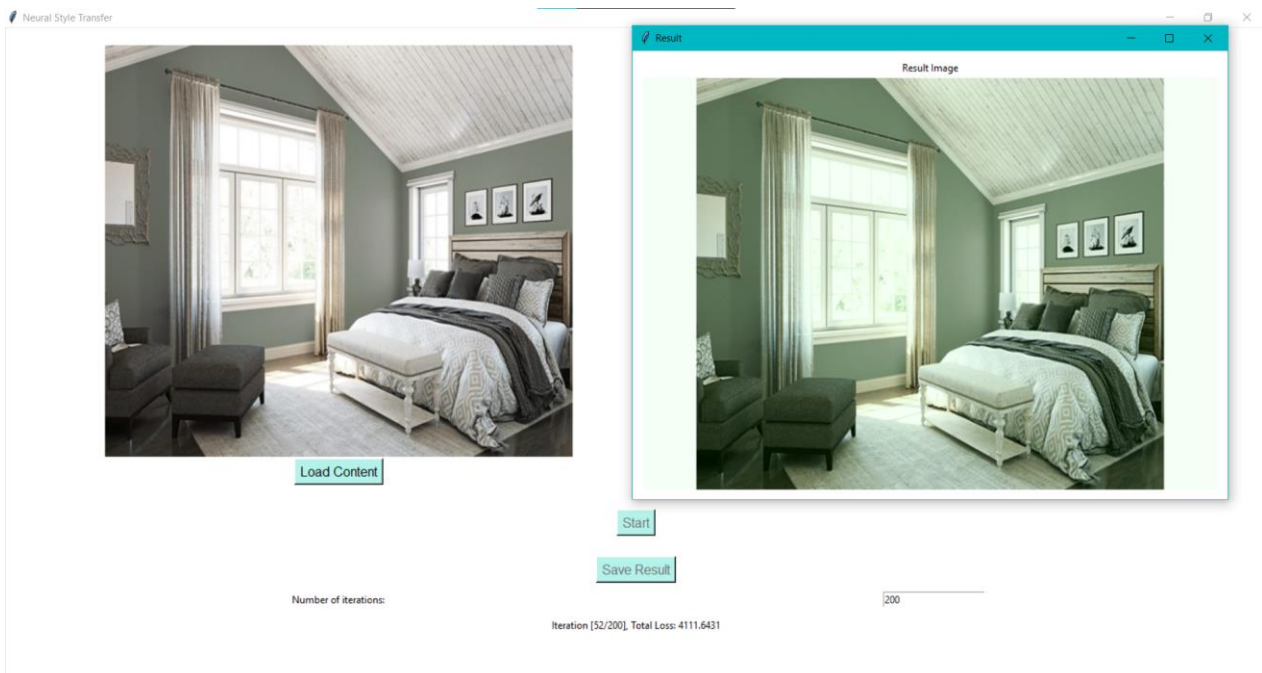 Neural Style Transfer
Result
Result Image
Load Content
Start
Save Result
Number of iterations:
200
Iteration [52/200], Total Loss: 4111.6431